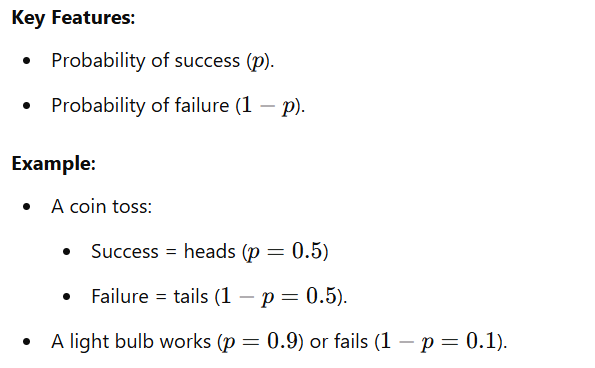 Key Features:
• Probability of success (p).
• Probability of failure (1 − p).
Example:
• A coin toss:
• Success = heads (p = 0.5)
• Failure = tails (1 − p = 0.5).
• A light bulb works (p = 0.9) or fails (1 − p = 0.1).